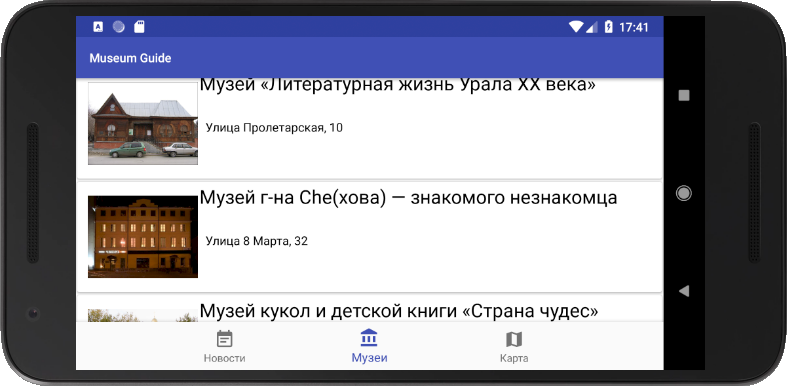 17:41
Museum Guide
Музей «Литературная жизнь Урала XX века»
Улица Пролетарская, 10
Музей г-на Che(хова) — знакомого незнакомца
Улица 8 Марта, 32
Музей кукол и детской книги «Страна чудес»
Новости
Музеи
Карта